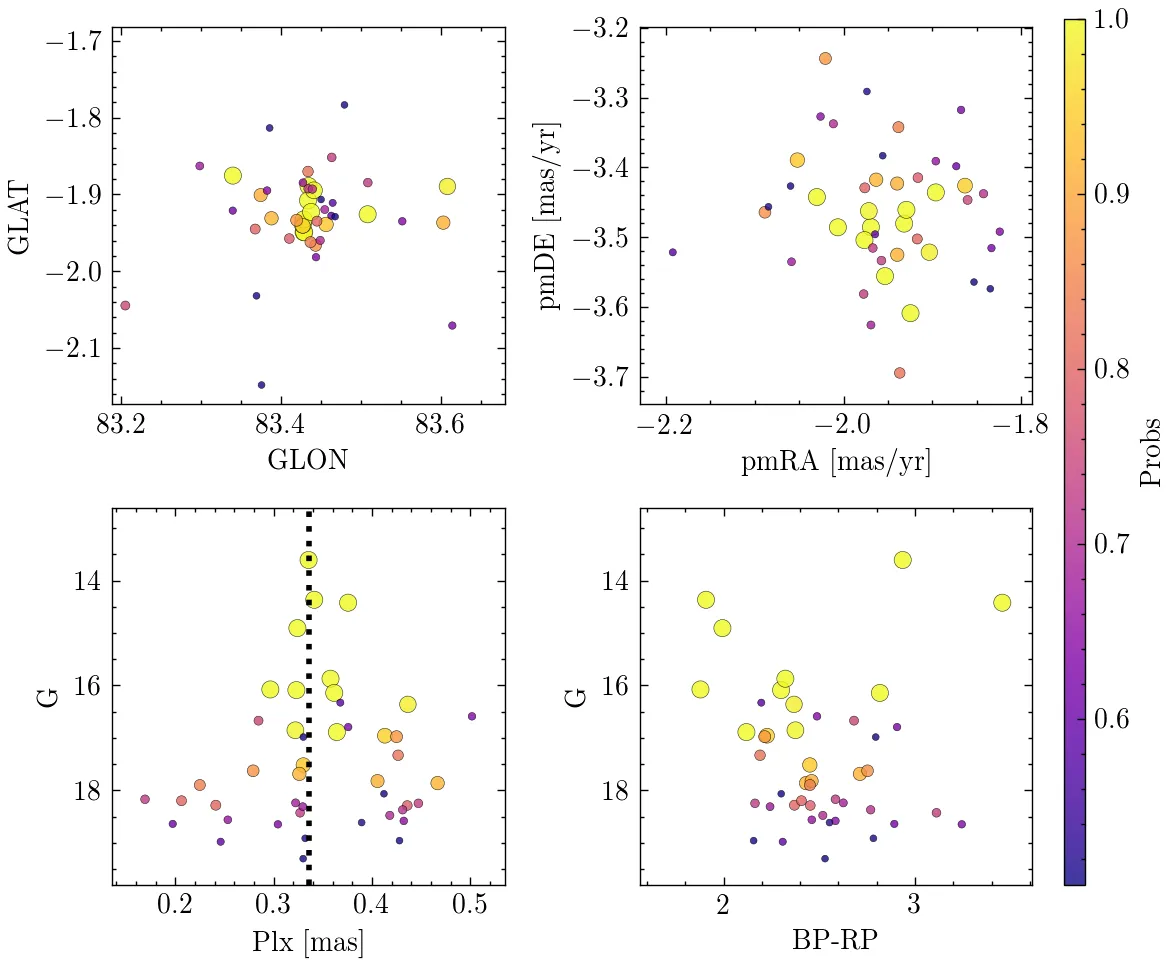 −1.7
−1.8
−1.9
−2.0
−2.1
GLAT
83.2 83.4 83.6
GLON
−3.2
−3.3
−3.4
−3.5
−3.6
−3.7
pmDE [mas/yr]
−2.2 −2.0 −1.8
pmRA [mas/yr]
14
16
18
G
0.2 0.3 0.4 0.5
Plx [mas]
14
16
18
G
2 3
BP-RP
1.0
0.9
0.8
0.7
0.6
Probs